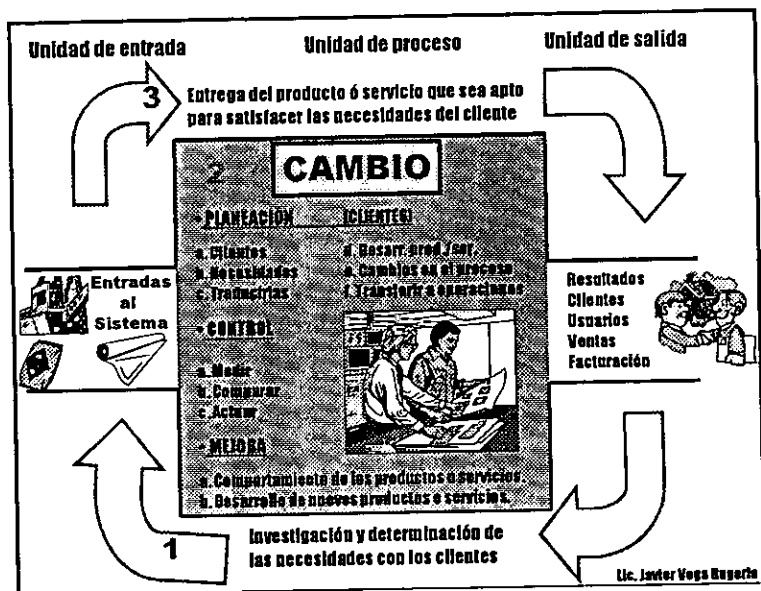 Unidad de entrada
Unidad de proceso
Unidad de salida
3
Entrega del producto ó servicio que sea apto
para satisfacer las necesidades del cliente
2
CAMBIO
- PLANEACIÓN (CLIENTES)
a. Clientes
b. Necesidades
c. Traducirlas
d. Desarr. prod./ser.
e. Cambios en el proceso
f. Transferir a operaciones
- CONTROL
a. Medir
b. Comparar
c. Actuar
- MEJORA
a. Comportamiento de los productos o servicios.
b. Desarrollo de nuevos productos o servicios.
Entradas
al
Sistema
Resultados
Clientes
Usuarios
Ventas
Facturación
1
Investigación y determinación de
las necesidades con los clientes
Lic. Javier Vega